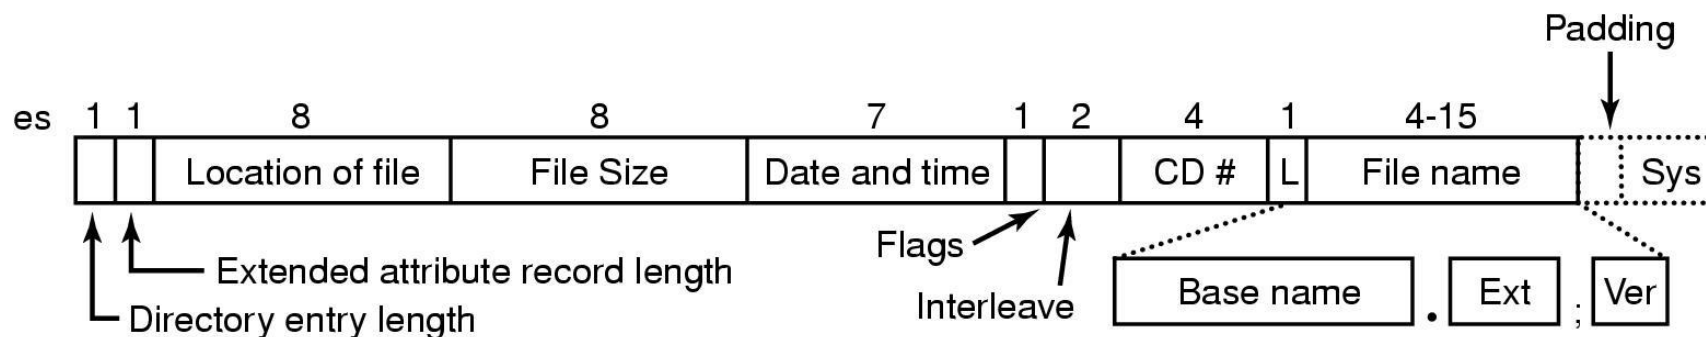 Padding
es 1 1 8 8 7 1 2 4 1 4-15
Location of file File Size Date and time CD # L File name Sys
Flags
Extended attribute record length
Interleave
Base name . Ext ; Ver
Directory entry length